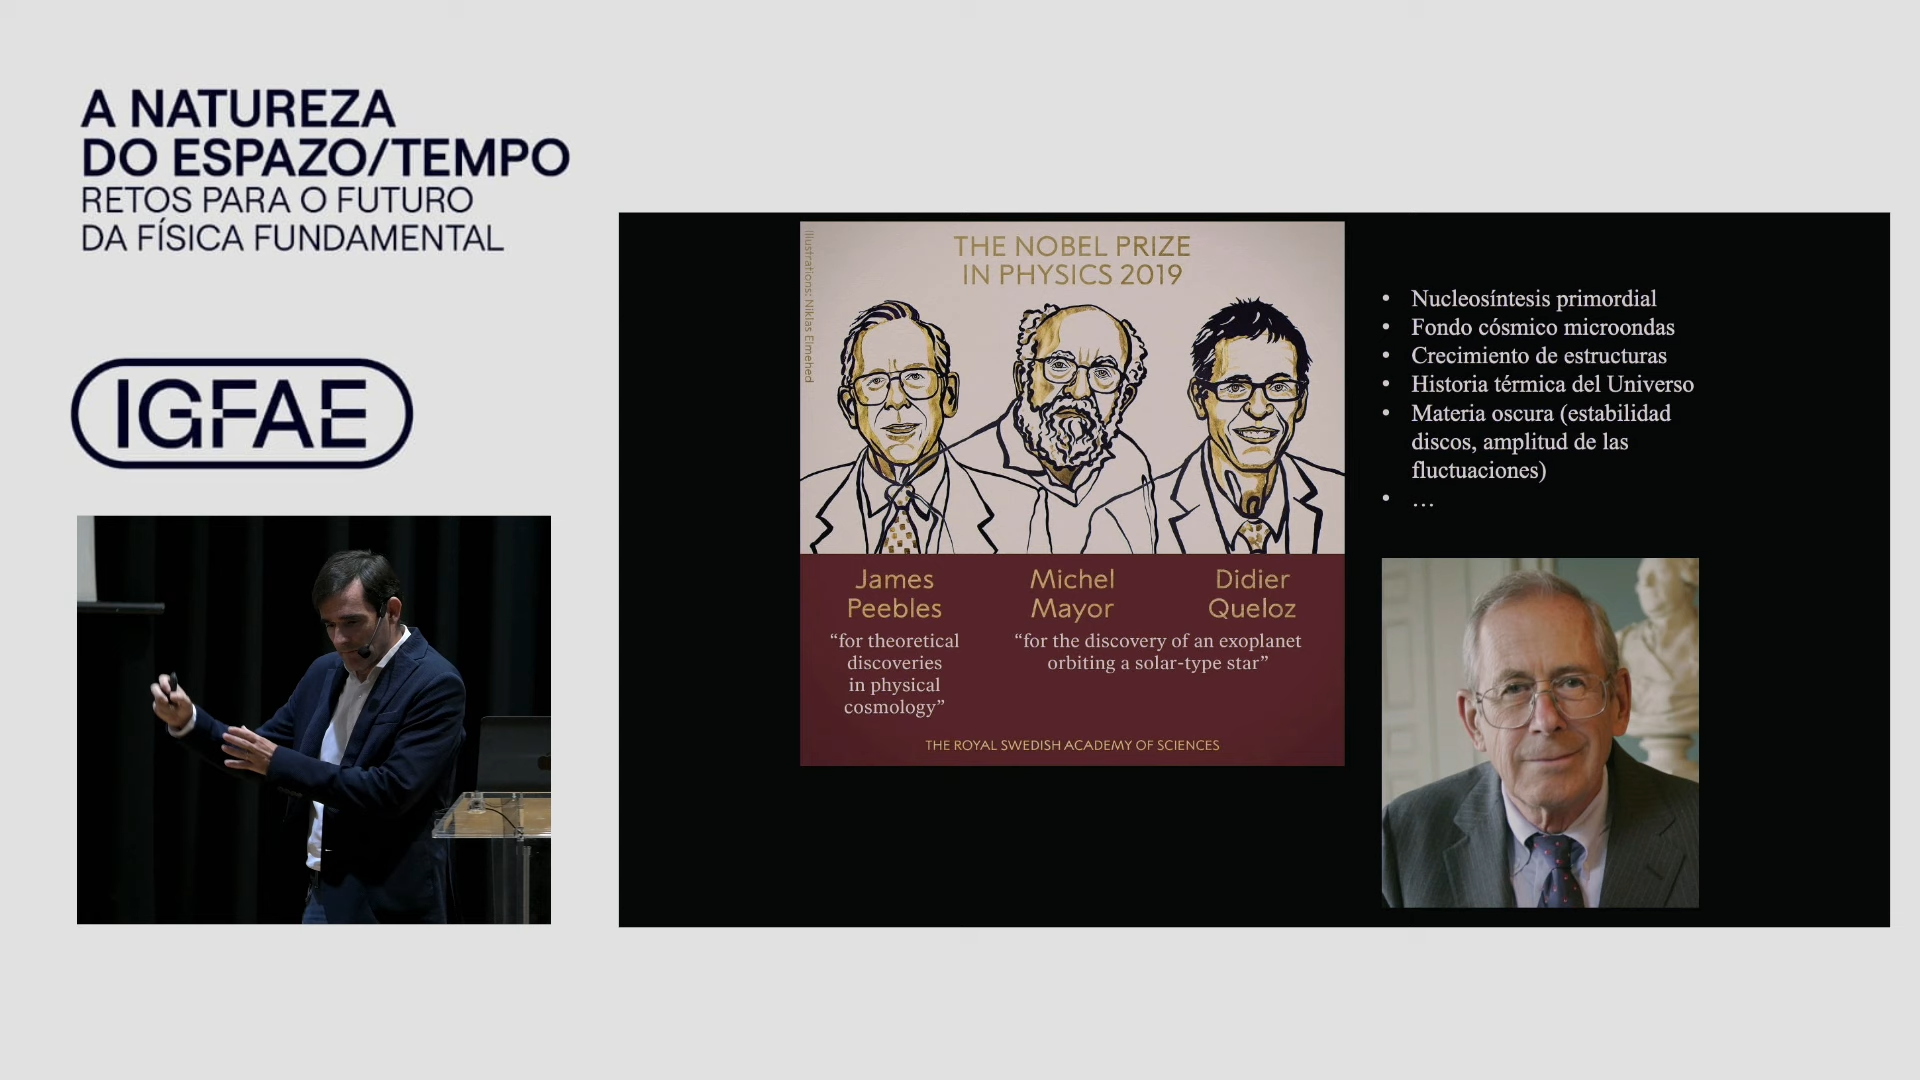 A NATUREZA
DO ESPAZO/TEMPO
RETOS PARA O FUTURO
DA FÍSICA FUNDAMENTAL
IGFAE
Illustrations: Niklas Elmehed
THE NOBEL PRIZE
IN PHYSICS 2019
James
Peebles
“for theoretical
discoveries
in physical
cosmology”
Michel
Mayor
Didier
Queloz
“for the discovery of an exoplanet
orbiting a solar-type star”
THE ROYAL SWEDISH ACADEMY OF SCIENCES
• Nucleosíntesis primordial
• Fondo cósmico microondas
• Crecimiento de estructuras
• Historia térmica del Universo
• Materia oscura (estabilidad
discos, amplitud de las
fluctuaciones)
• …